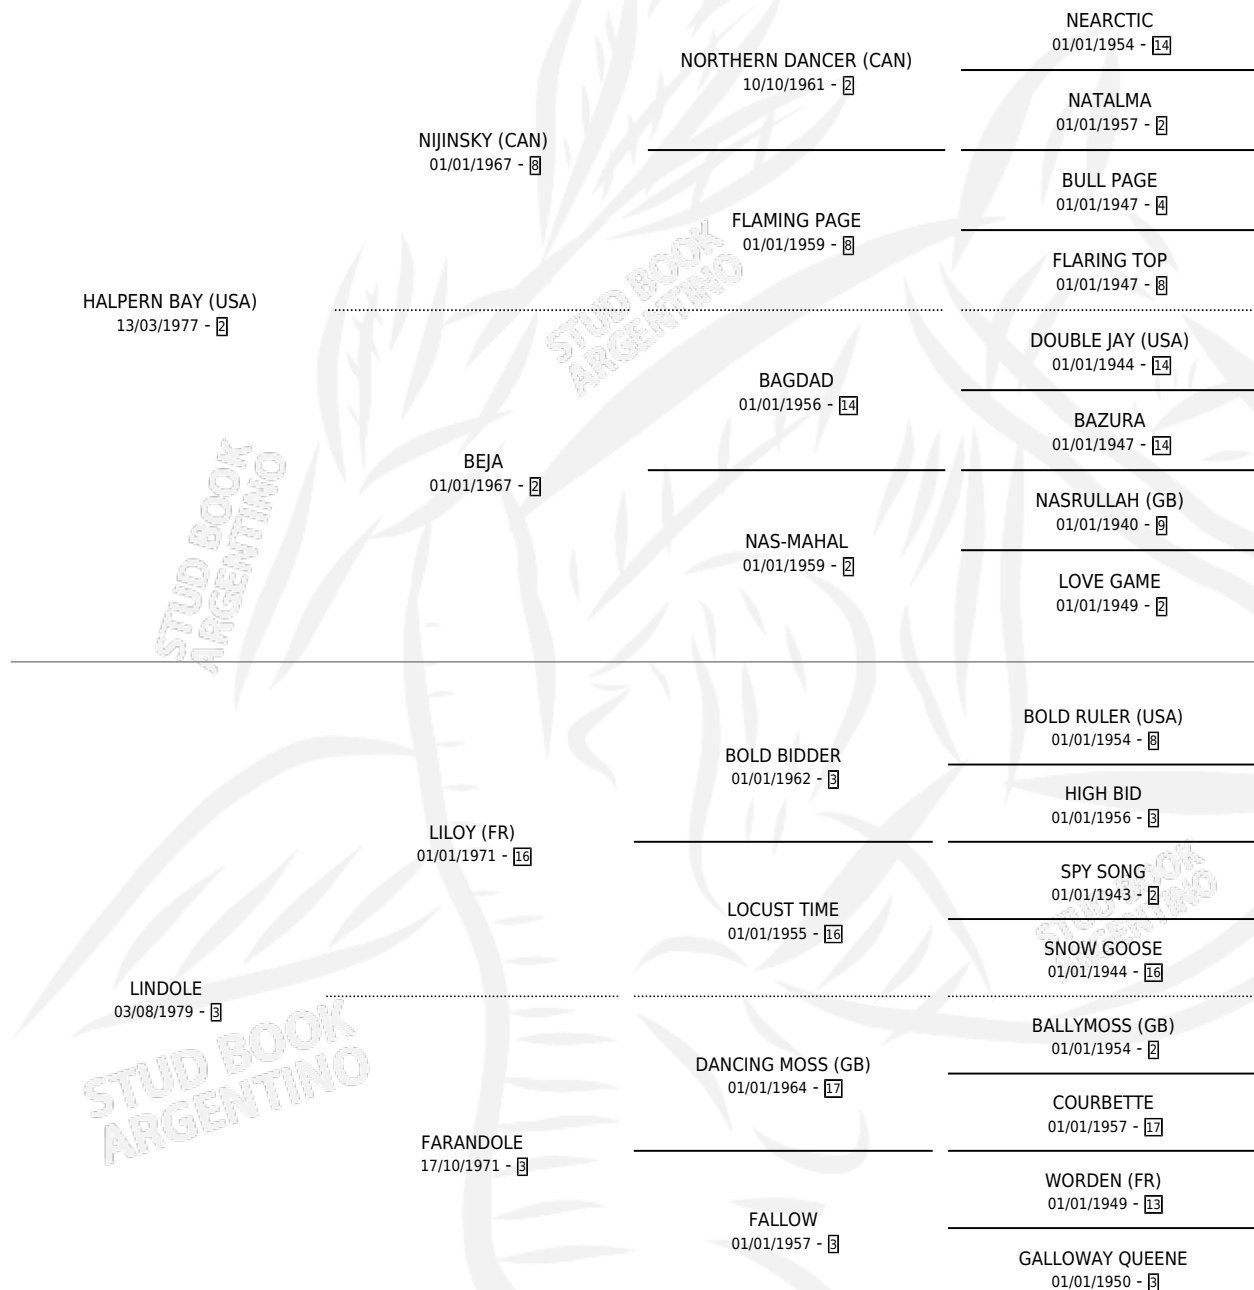 NEARCTIC
01/01/1954 - 14
NORTHERN DANCER (CAN)
10/10/1961 - 2
NATALMA
01/01/1957 - 2
NIJINSKY (CAN)
01/01/1967 - 8
BULL PAGE
01/01/1947 - 4
FLAMING PAGE
01/01/1959 - 8
FLARING TOP
01/01/1947 - 8
HALPERN BAY (USA)
13/03/1977 - 2
DOUBLE JAY (USA)
01/01/1944 - 14
BAGDAD
01/01/1956 - 14
BAZURA
01/01/1947 - 14
BEJA
01/01/1967 - 2
NASRULLAH (GB)
01/01/1940 - 9
NAS-MAHAL
01/01/1959 - 2
LOVE GAME
01/01/1949 - 2
STUD BOOK
ARGENTINO
STUD BOOK
ARGENTINO
BOLD RULER (USA)
01/01/1954 - 8
BOLD BIDDER
01/01/1962 - 3
HIGH BID
01/01/1956 - 3
LILOY (FR)
01/01/1971 - 16
SPY SONG
01/01/1943 - 2
LOCUST TIME
01/01/1955 - 16
SNOW GOOSE
01/01/1944 - 16
STUD BOOK
ARGENTINO
LINDOLE
03/08/1979 - 3
STUD BOOK
ARGENTINO
BALLYMOSS (GB)
01/01/1954 - 2
DANCING MOSS (GB)
01/01/1964 - 17
COURBETTE
01/01/1957 - 17
FARANDOLE
17/10/1971 - 3
WORDEN (FR)
01/01/1949 - 13
FALLOW
01/01/1957 - 3
GALLOWAY QUEENE
01/01/1950 - 3